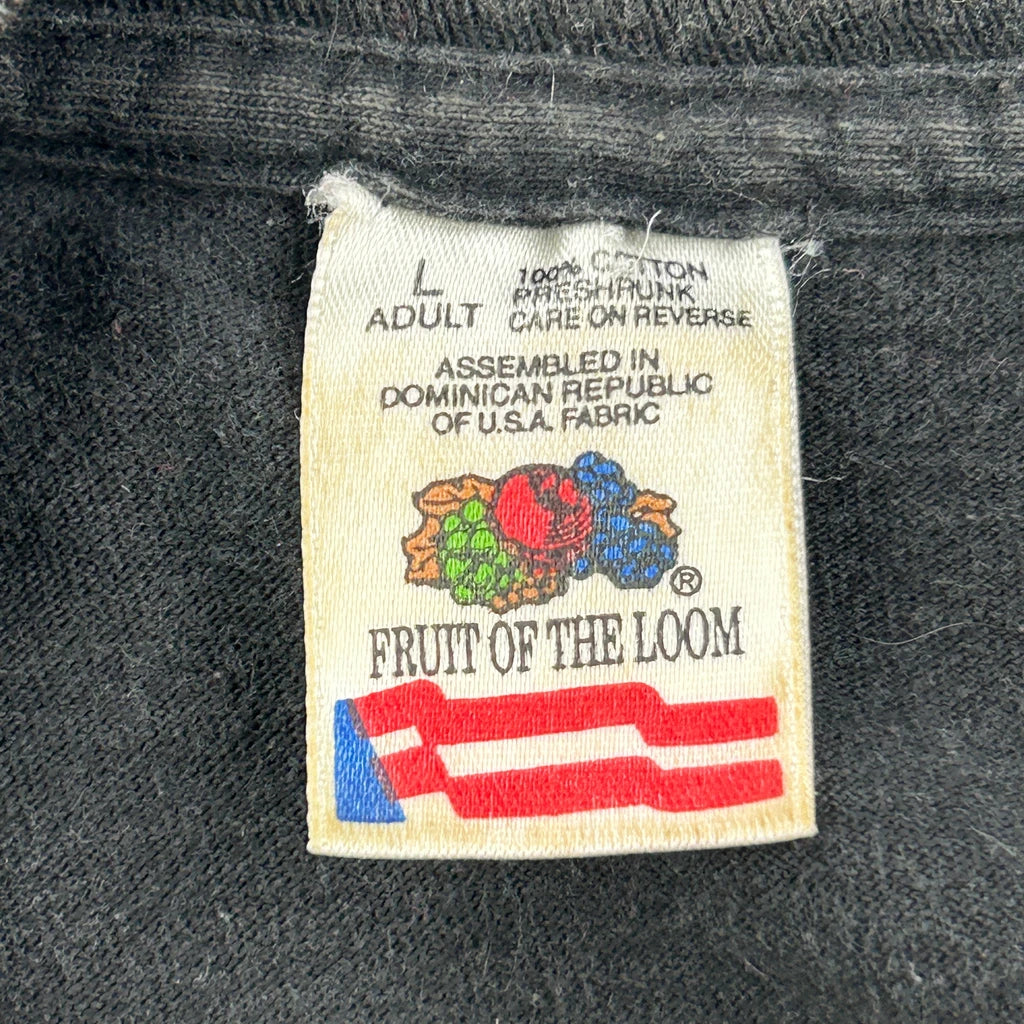 L
ADULT
100% COTTON
PRESHRUNK
CARE ON REVERSE
ASSEMBLED IN
DOMINICAN REPUBLIC
OF U.S.A. FABRIC
®
FRUIT OF THE LOOM